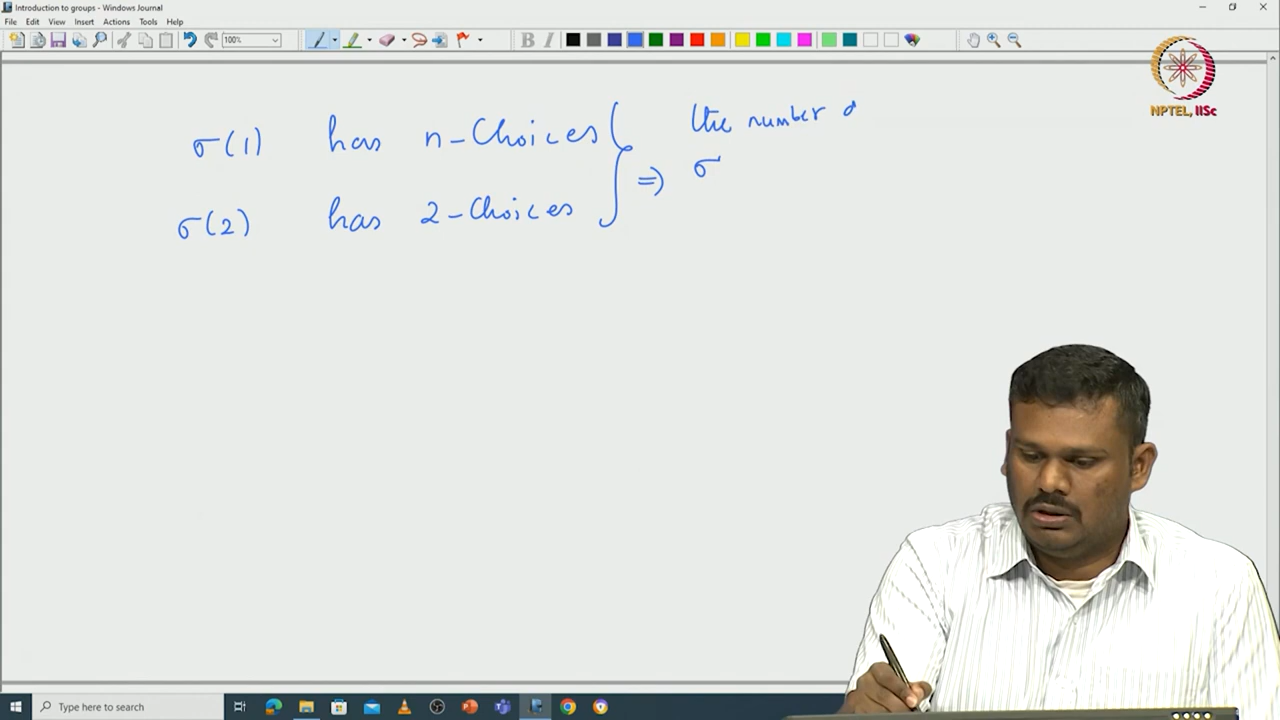 Introduction to groups - Windows Journal
File Edit View Insert Actions Tools Help
100%
B I
NPTEL, IISc
σ(1) has n-Choices
the number o
⇒ σ
σ(2) has 2-Choices
Type here to search